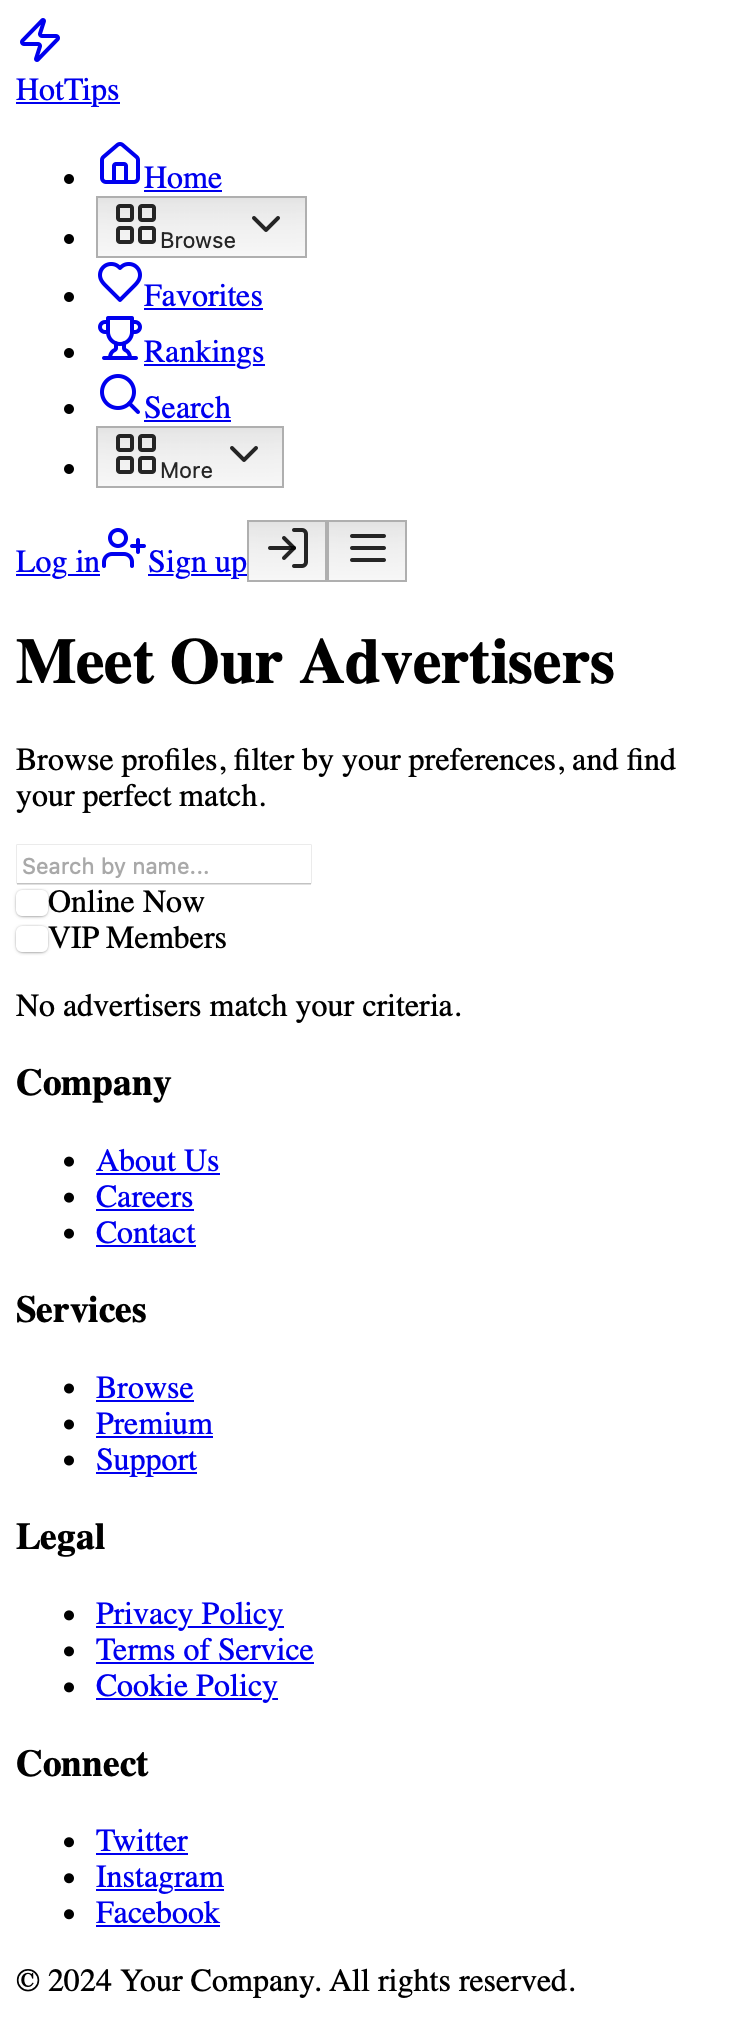 HotTips
Home
Browse
Favorites
Rankings
Search
More
Log in Sign up
Meet Our Advertisers
Browse profiles, filter by your preferences, and find
your perfect match.
Search by name...
Online Now
VIP Members
No advertisers match your criteria.
Company
About Us
Careers
Contact
Services
Browse
Premium
Support
Legal
Privacy Policy
Terms of Service
Cookie Policy
Connect
Twitter
Instagram
Facebook
© 2024 Your Company. All rights reserved.